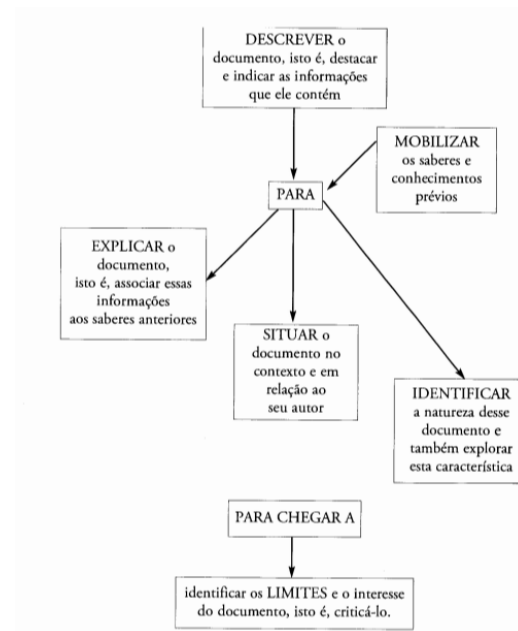 DESCREVER o
documento, isto é, destacar
e indicar as informações
que ele contém
MOBILIZAR
os saberes e
conhecimentos
prévios
PARA
EXPLICAR o
documento,
isto é, associar essas
informações
aos saberes anteriores
SITUAR o
documento no
contexto e em
relação ao
seu autor
IDENTIFICAR
a natureza desse
documento e
também explorar
esta característica
PARA CHEGAR A
identificar os LIMITES e o interesse
do documento, isto é, criticá-lo.